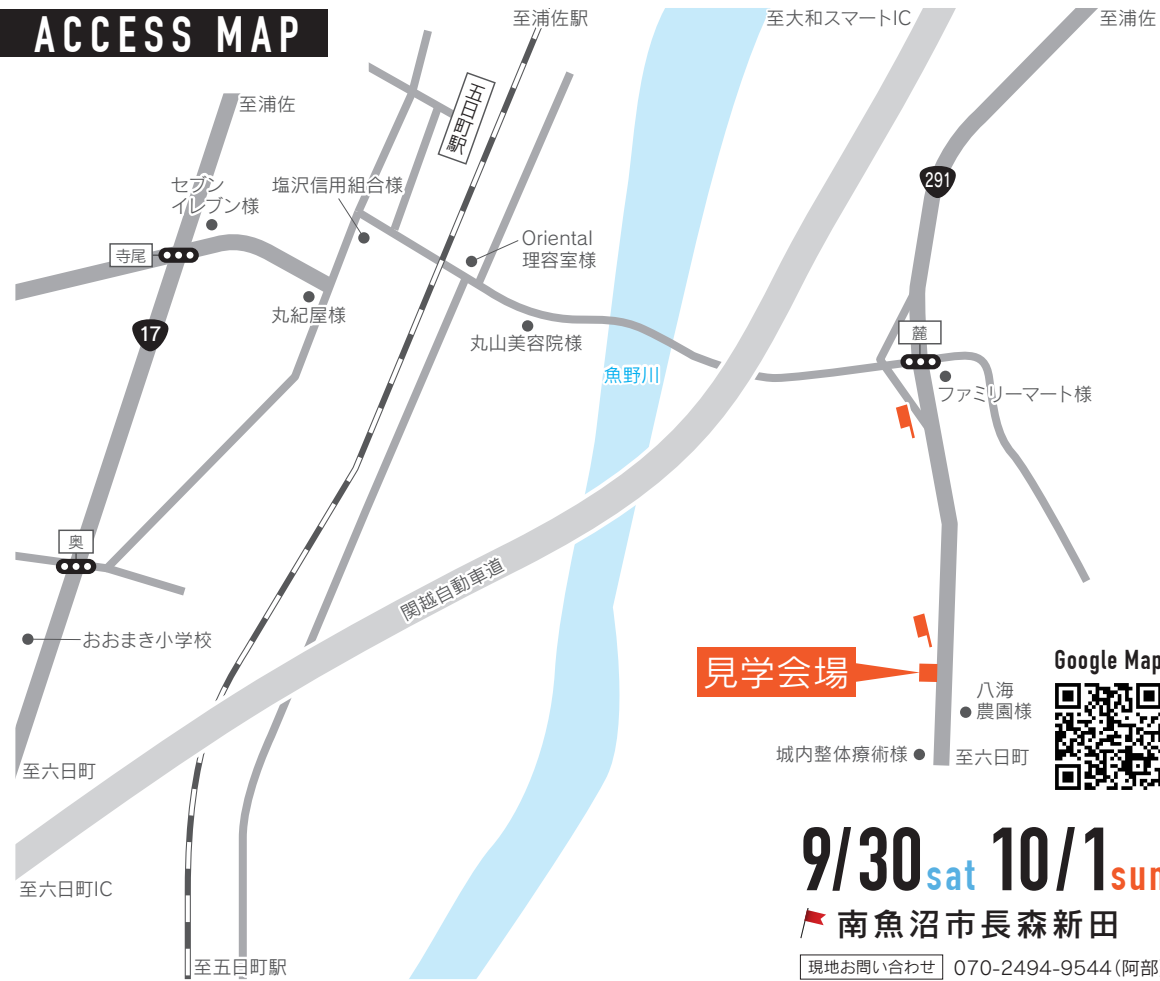 ACCESS MAP
至浦佐駅
至大和スマートIC
至浦佐
至浦佐
五日町駅
セブン
イレブン様
塩沢信用組合様
291
Oriental
理容室様
寺尾
丸紀屋様
17
丸山美容院様
麓
魚野川
ファミリーマート様
奥
関越自動車道
おおまき小学校
見学会場
Google Map
八海
農園様
城内整体療術様
至六日町
至六日町
至六日町IC
至五日町駅
9/30sat 10/1sun
南魚沼市長森新田
現地お問い合わせ 070-2494-9544(阿部